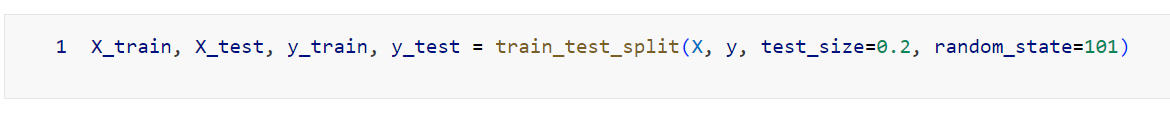 1 X_train, X_test, y_train, y_test = train_test_split(X, y, test_size=0.2, random_state=101)